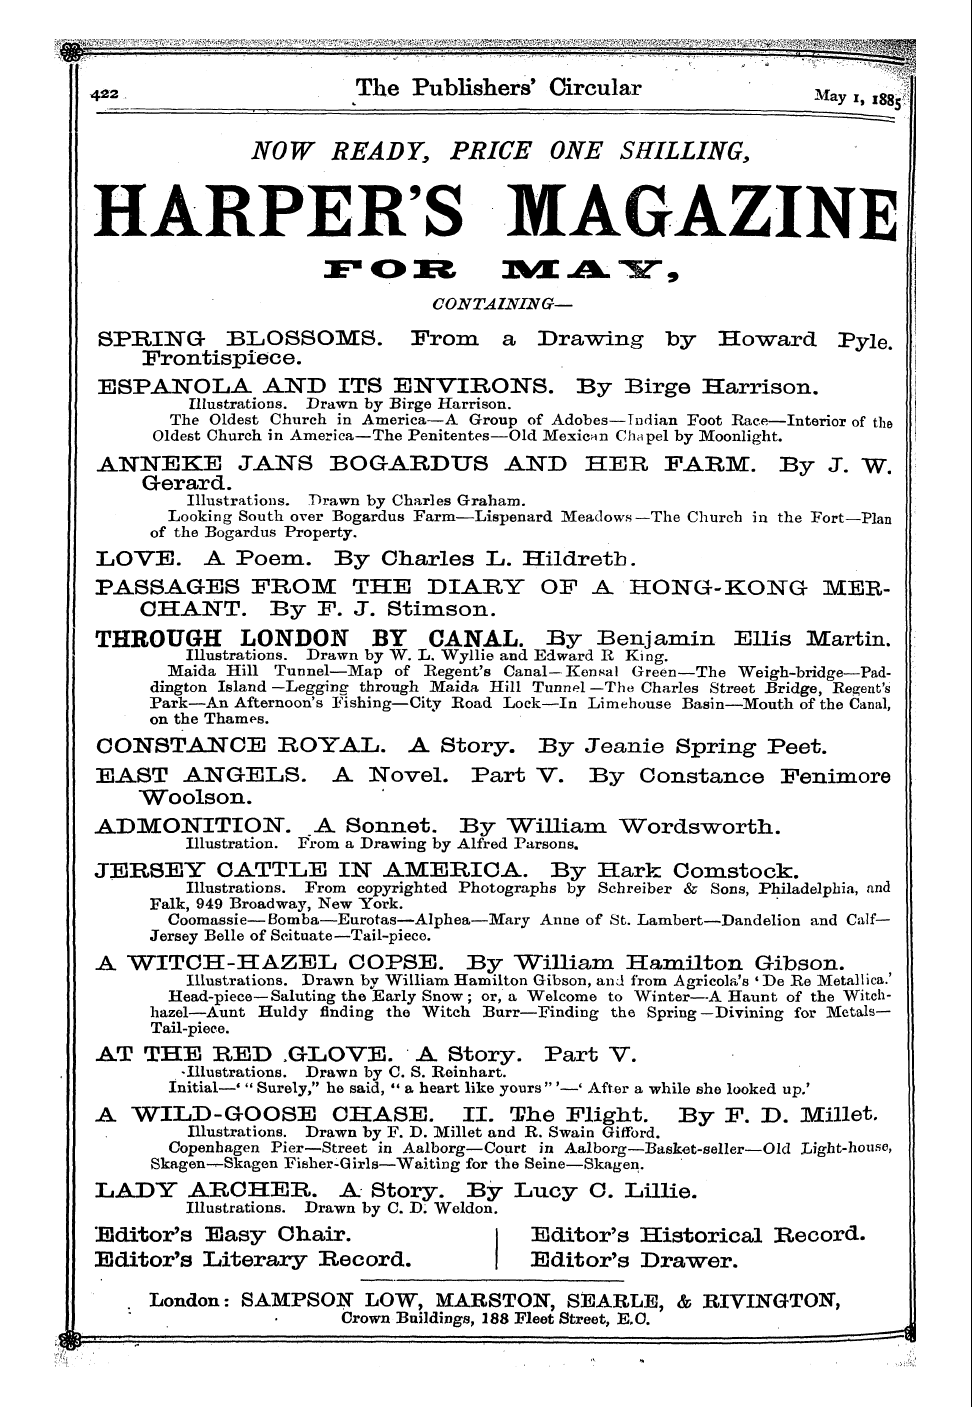 422
The Publishers' Circular
May 1, 1885
NOW READY, PRICE ONE SHILLING,
HARPER'S MAGAZINE
FOR MAY,
CONTAINING—
SPRING BLOSSOMS. From a Drawing by Howard Pyle.
Frontispiece.
ESPANOLA AND ITS ENVIRONS. By Birge Harrison.
Illustrations. Drawn by Birge Harrison.
The Oldest Church in America—A Group of Adobes—Indian Foot Race—Interior of the
Oldest Church in America—The Penitentes—Old Mexican Chapel by Moonlight.
ANNEKE JANS BOGARDUS AND HER FARM. By J. W.
Gerard.
Illustrations. Drawn by Charles Graham.
Looking South over Bogardus Farm—Lispenard Meadows—The Church in the Fort—Plan
of the Bogardus Property.
LOVE. A Poem. By Charles L. Hildreth.
PASSAGES FROM THE DIARY OF A HONG-KONG MER-
CHANT. By F. J. Stimson.
THROUGH LONDON BY CANAL. By Benjamin Ellis Martin.
Illustrations. Drawn by W. L. Wyllie and Edward R King.
Maida Hill Tunnel—Map of Regent's Canal—Kensal Green—The Weigh-bridge—Pad-
dington Island—Legging through Maida Hill Tunnel—The Charles Street Bridge, Regent's
Park—An Afternoon's Fishing—City Road Lock—In Limehouse Basin—Mouth of the Canal,
on the Thames.
CONSTANCE ROYAL. A Story. By Jeanie Spring Peet.
EAST ANGELS. A Novel. Part V. By Constance Fenimore
Woolson.
ADMONITION. A Sonnet. By William Wordsworth.
Illustration. From a Drawing by Alfred Parsons.
JERSEY CATTLE IN AMERICA. By Hark Comstock.
Illustrations. From copyrighted Photographs by Schreiber & Sons, Philadelphia, and
Falk, 949 Broadway, New York.
Coomassie—Bomba—Eurotas—Alphea—Mary Anne of St. Lambert—Dandelion and Calf—
Jersey Belle of Scituate—Tail-piece.
A WITCH-HAZEL COPSE. By William Hamilton Gibson.
Illustrations. Drawn by William Hamilton Gibson, and from Agricola's 'De Re Metallica.'
Head-piece—Saluting the Early Snow; or, a Welcome to Winter—A Haunt of the Witch-
hazel—Aunt Huldy finding the Witch Burr—Finding the Spring—Divining for Metals—
Tail-piece.
AT THE RED GLOVE. A Story. Part V.
Illustrations. Drawn by C. S. Reinhart.
Initial—'"Surely," he said, "a heart like yours"'—'After a while she looked up.'
A WILD-GOOSE CHASE. II. The Flight. By F. D. Millet.
Illustrations. Drawn by F. D. Millet and R. Swain Gifford.
Copenhagen Pier—Street in Aalborg—Court in Aalborg—Basket-seller—Old Light-house,
Skagen—Skagen Fisher-Girls—Waiting for the Seine—Skagen.
LADY ARCHER. A Story. By Lucy C. Lillie.
Illustrations. Drawn by C. D. Weldon.
Editor's Easy Chair.
Editor's Literary Record.
Editor's Historical Record.
Editor's Drawer.
London: SAMPSON LOW, MARSTON, SEARLE, & RIVINGTON,
Crown Buildings, 188 Fleet Street, E.C.